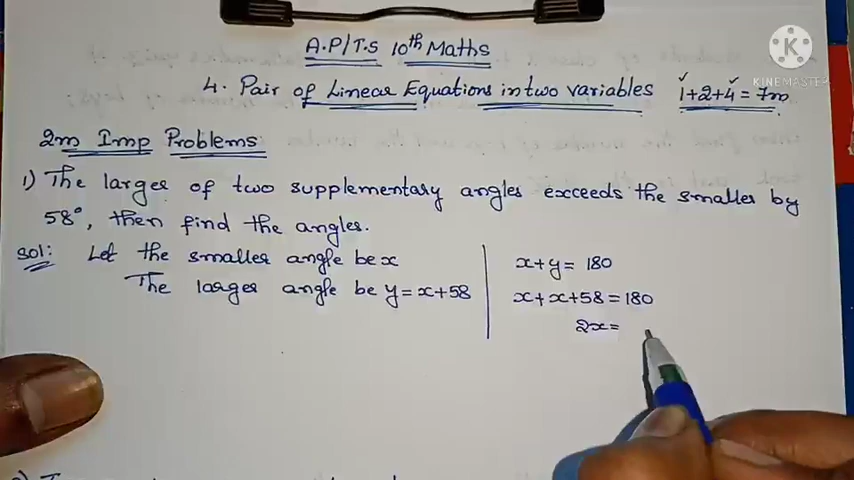 A.P/T.S 10th Maths
4. Pair of Linear Equations in two variables 1+2+4=7m
K
KINEMASTER
2m Imp Problems
1) The larger of two supplementary angles exceeds the smaller by
58°, then find the angles.
Sol: Let the smaller angle be x
The larger angle be y=x+58
x+y= 180
x+x+58=180
2x=